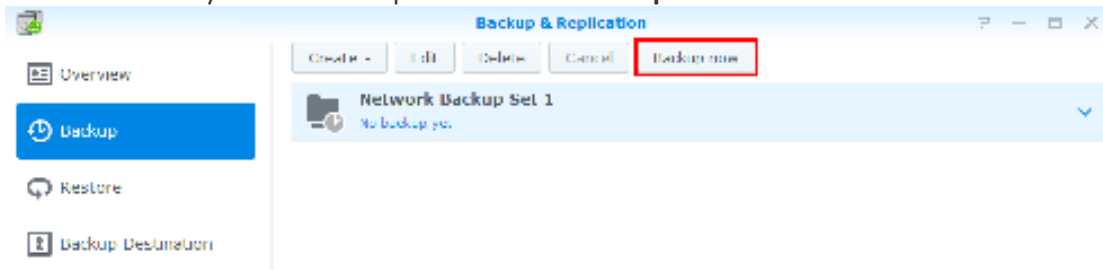 Backup & Replication
Overview
Backup
Restore
Backup Destination
Create Edit Delete Cancel Backup now
Network Backup Set 1
No backup yet